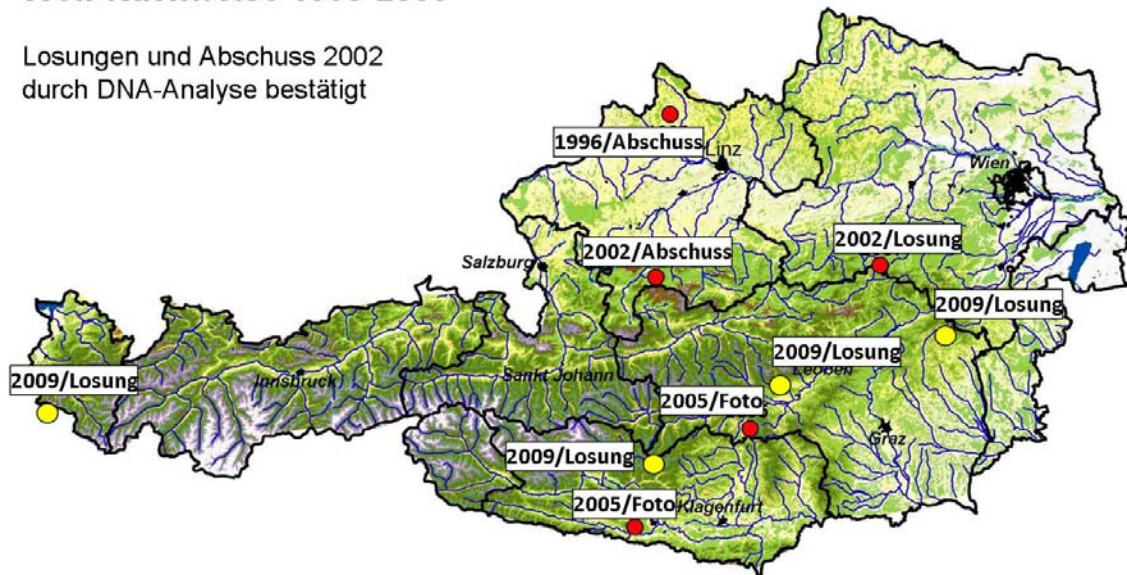 Losungen und Abschuss 2002
durch DNA-Analyse bestätigt
1996/Abschuss
Linz
Wien
2002/Losung
2002/Abschuss
Salzburg
2009/Losung
2009/Losung
Leoben
2009/Losung
Innsbruck
Sankt Johann
2005/Foto
Graz
2009/Losung
2005/Foto
Klagenfurt